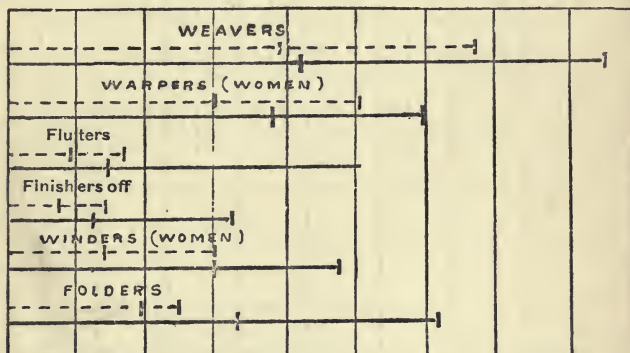 WEAVERS
WARPERS (WOMEN)
Flutters
Finishers off
WINDERS (WOMEN)
FOLDERS